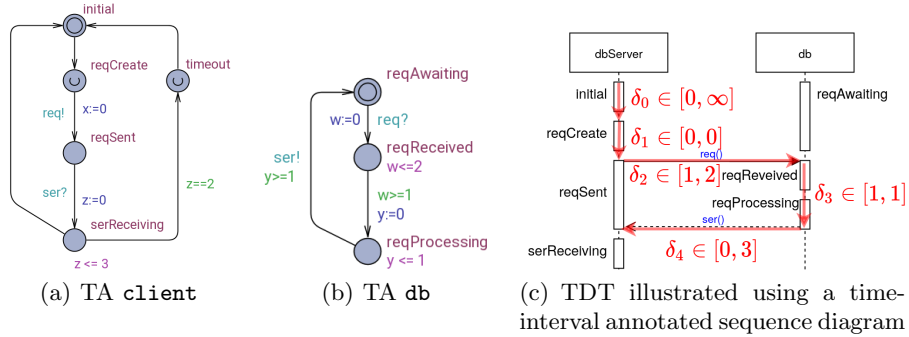 initial
reqCreate
timeout
req!
x:=0
reqSent
ser?
z:=0
z==2
serReceiving
z <= 3
(a) TA client
reqAwaiting
w:=0
req?
reqReceived
w<=2
ser!
y>=1
w>=1
y:=0
reqProcessing
y <= 1
(b) TA db
dbServer
db
initial
δ0 ∈ [0, ∞]
reqAwaiting
reqCreate
δ1 ∈ [0, 0]
req()
δ2 ∈ [1, 2]
reqReveived
reqSent
δ3 ∈ [1, 1]
reqProcessing
ser()
serReceiving
δ4 ∈ [0, 3]
(c) TDT illustrated using a time-
interval annotated sequence diagram